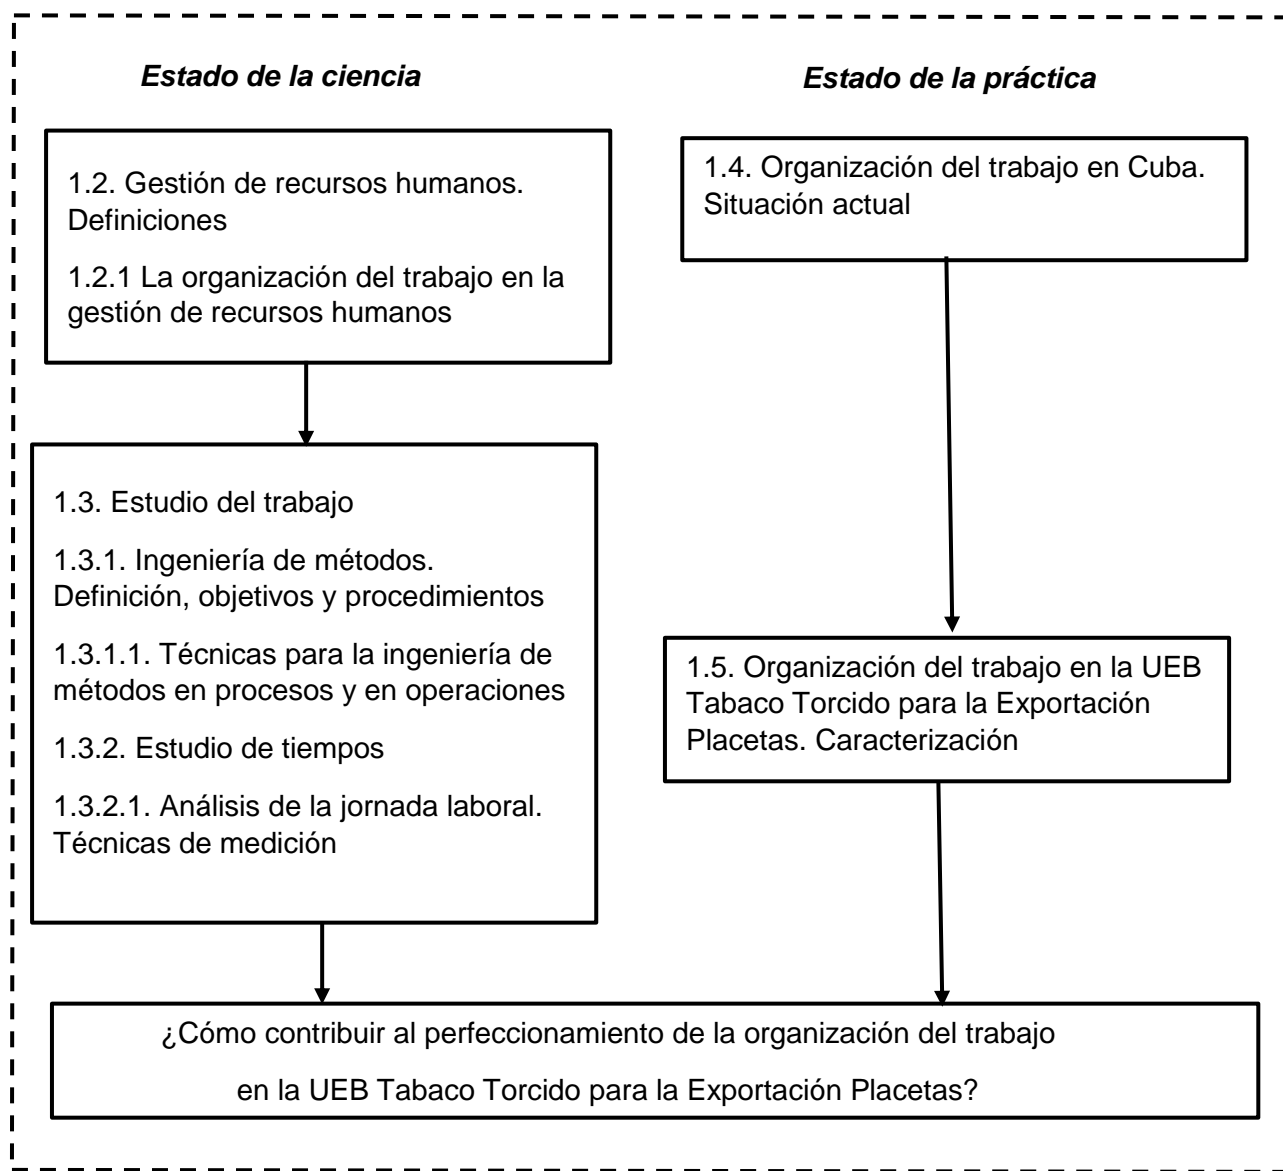 Estado de la ciencia
1.2. Gestión de recursos humanos.
Definiciones
1.2.1 La organización del trabajo en la
gestión de recursos humanos
1.3. Estudio del trabajo
1.3.1. Ingeniería de métodos.
Definición, objetivos y procedimientos
1.3.1.1. Técnicas para la ingeniería de
métodos en procesos y en operaciones
1.3.2. Estudio de tiempos
1.3.2.1. Análisis de la jornada laboral.
Técnicas de medición
Estado de la práctica
1.4. Organización del trabajo en Cuba.
Situación actual
1.5. Organización del trabajo en la UEB
Tabaco Torcido para la Exportación
Placetas. Caracterización
¿Cómo contribuir al perfeccionamiento de la organización del trabajo
en la UEB Tabaco Torcido para la Exportación Placetas?